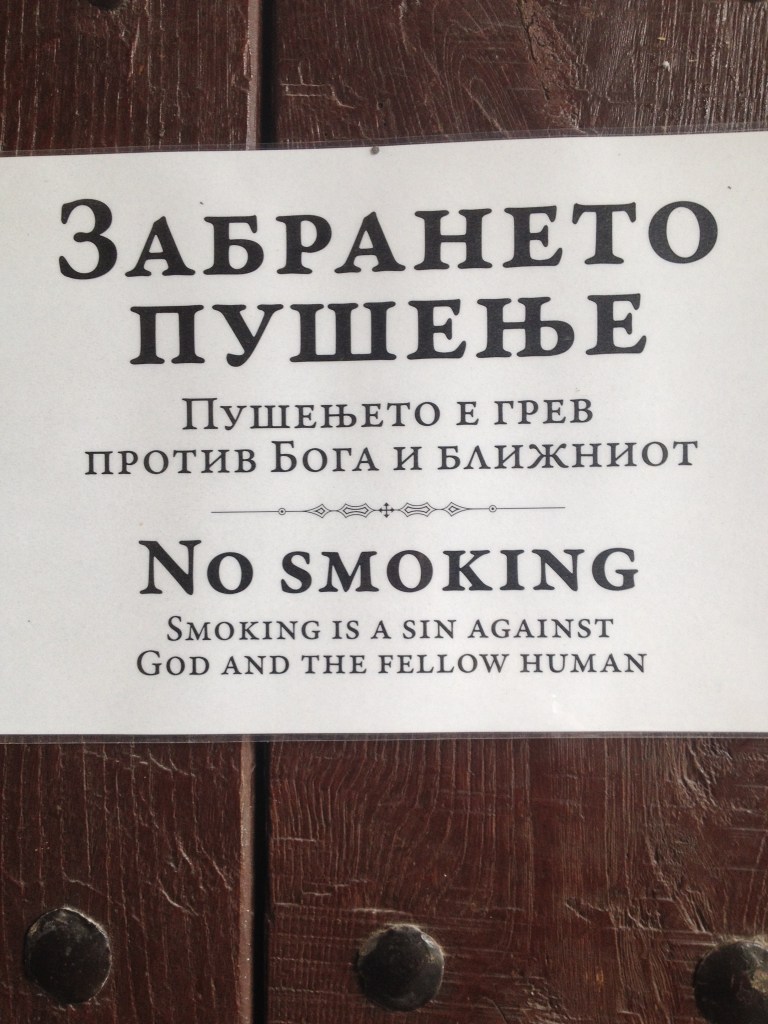 ЗАБРАНЕТО
ПУШЕЊЕ
ПУШЕЊЕТО Е ГРЕВ
ПРОТИВ БОГА И БЛИЖНИОТ
NO SMOKING
SMOKING IS A SIN AGAINST
GOD AND THE FELLOW HUMAN